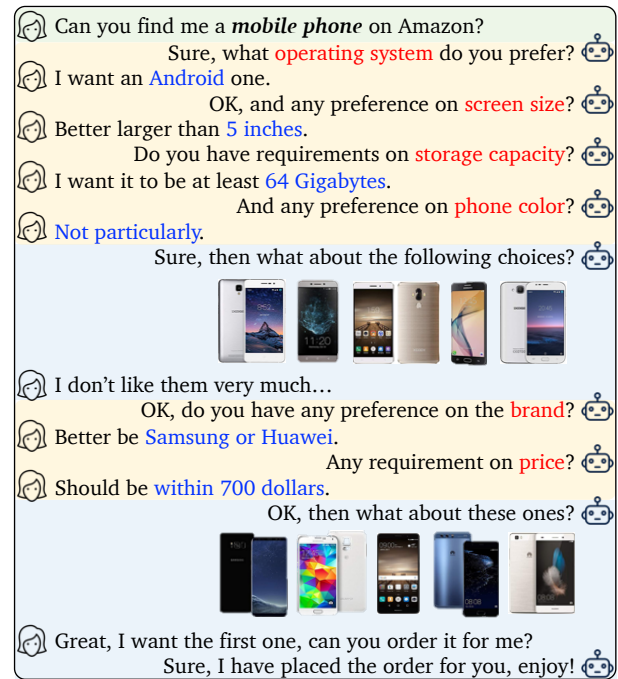 Can you find me a mobile phone on Amazon?
Sure, what operating system do you prefer?
I want an Android one.
OK, and any preference on screen size?
Better larger than 5 inches.
Do you have requirements on storage capacity?
I want it to be at least 64 Gigabytes.
And any preference on phone color?
Not particularly.
Sure, then what about the following choices?
I don't like them very much…
OK, do you have any preference on the brand?
Better be Samsung or Huawei.
Any requirement on price?
Should be within 700 dollars.
OK, then what about these ones?
Great, I want the first one, can you order it for me?
Sure, I have placed the order for you, enjoy!